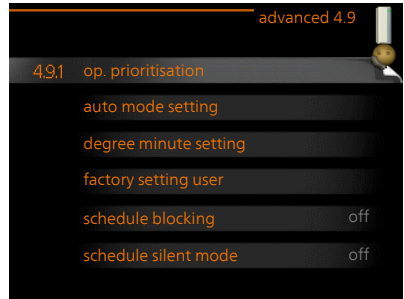 advanced 4.9
4.9.1 op. prioritisation
auto mode setting
degree minute setting
factory setting user
schedule blocking off
schedule silent mode off